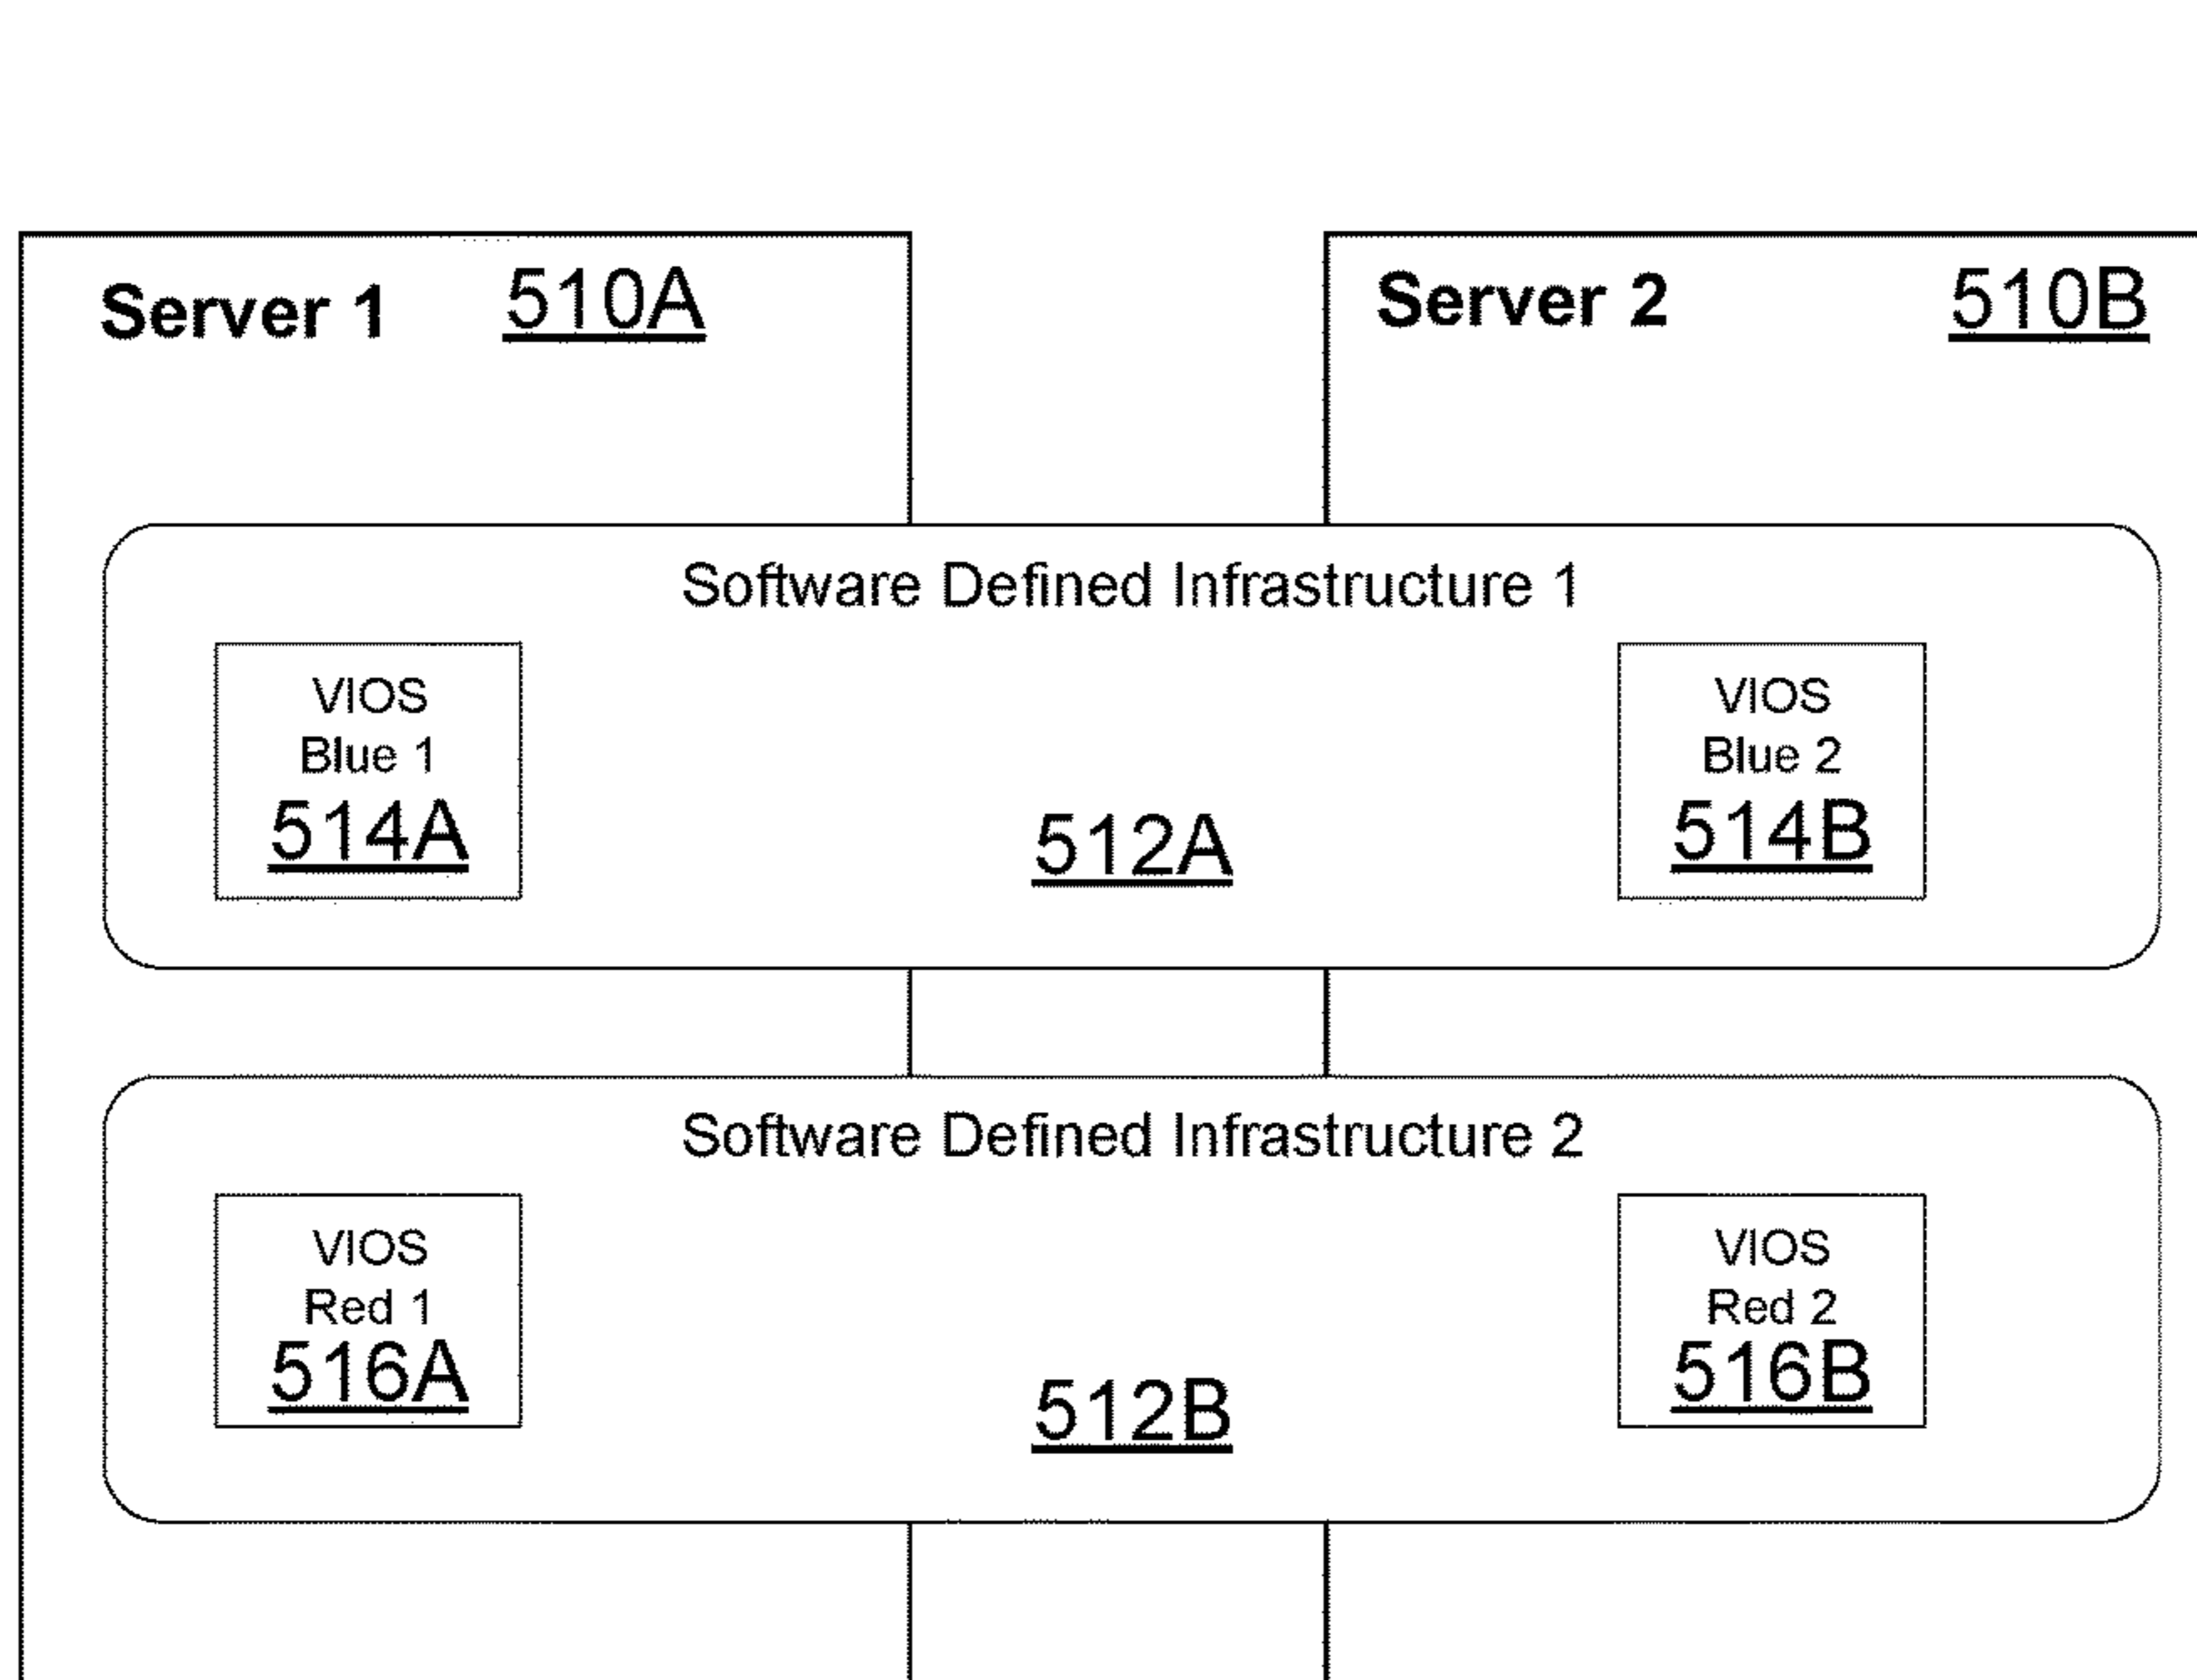 Server 1 510A
Server 2 510B
Software Defined Infrastructure 1
VIOS
Blue 1
514A
512A
VIOS
Blue 2
514B
Software Defined Infrastructure 2
VIOS
Red 1
516A
512B
VIOS
Red 2
516B